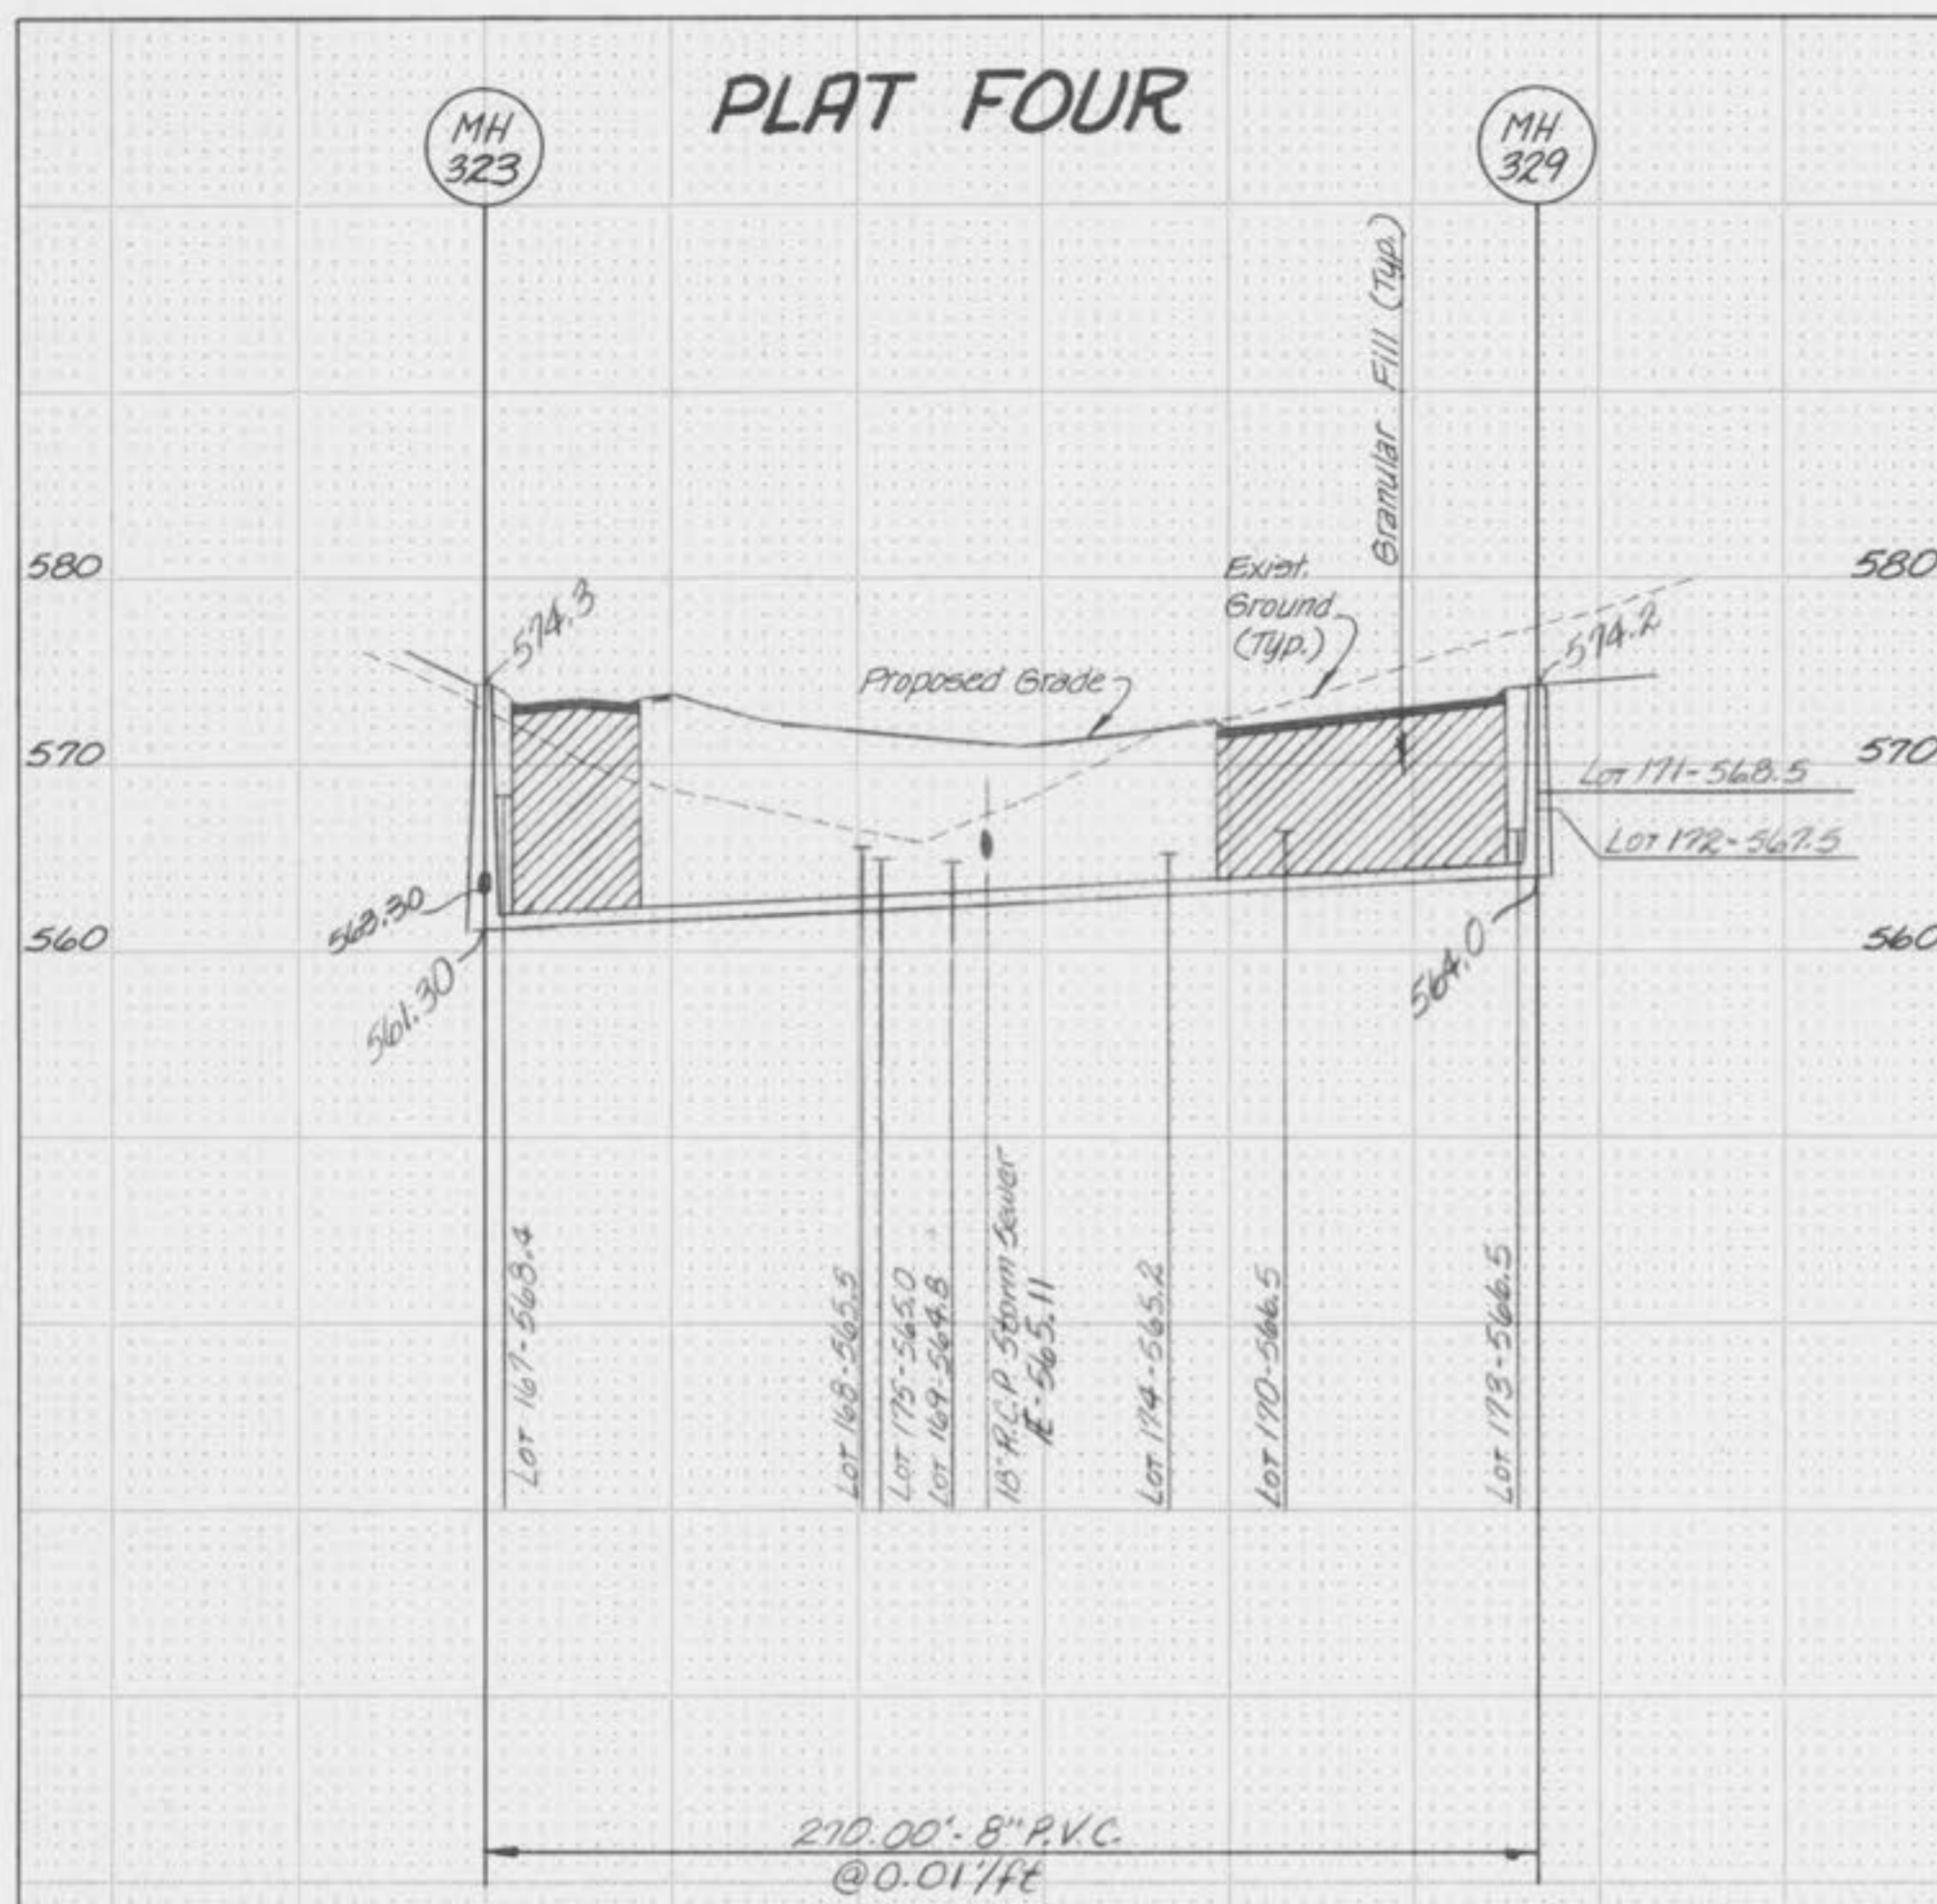 PLAT FOUR
MH
323
MH
329
Granular Fill (Typ.)
580
580
Exist.
Ground
(Typ.)
574.3
574.2
Proposed Grade
570
570
Lot 171-568.5
Lot 172-567.5
563.30
560
560
561.30
564.0
Lot 167-568.4
Lot 168-565.5
Lot 175-565.0
Lot 169-564.8
18" R.C.P. Storm Sewer
IE-565.11
Lot 174-565.2
Lot 170-566.5
Lot 173-566.5
270.00'- 8" P.V.C.
@0.01'/ft